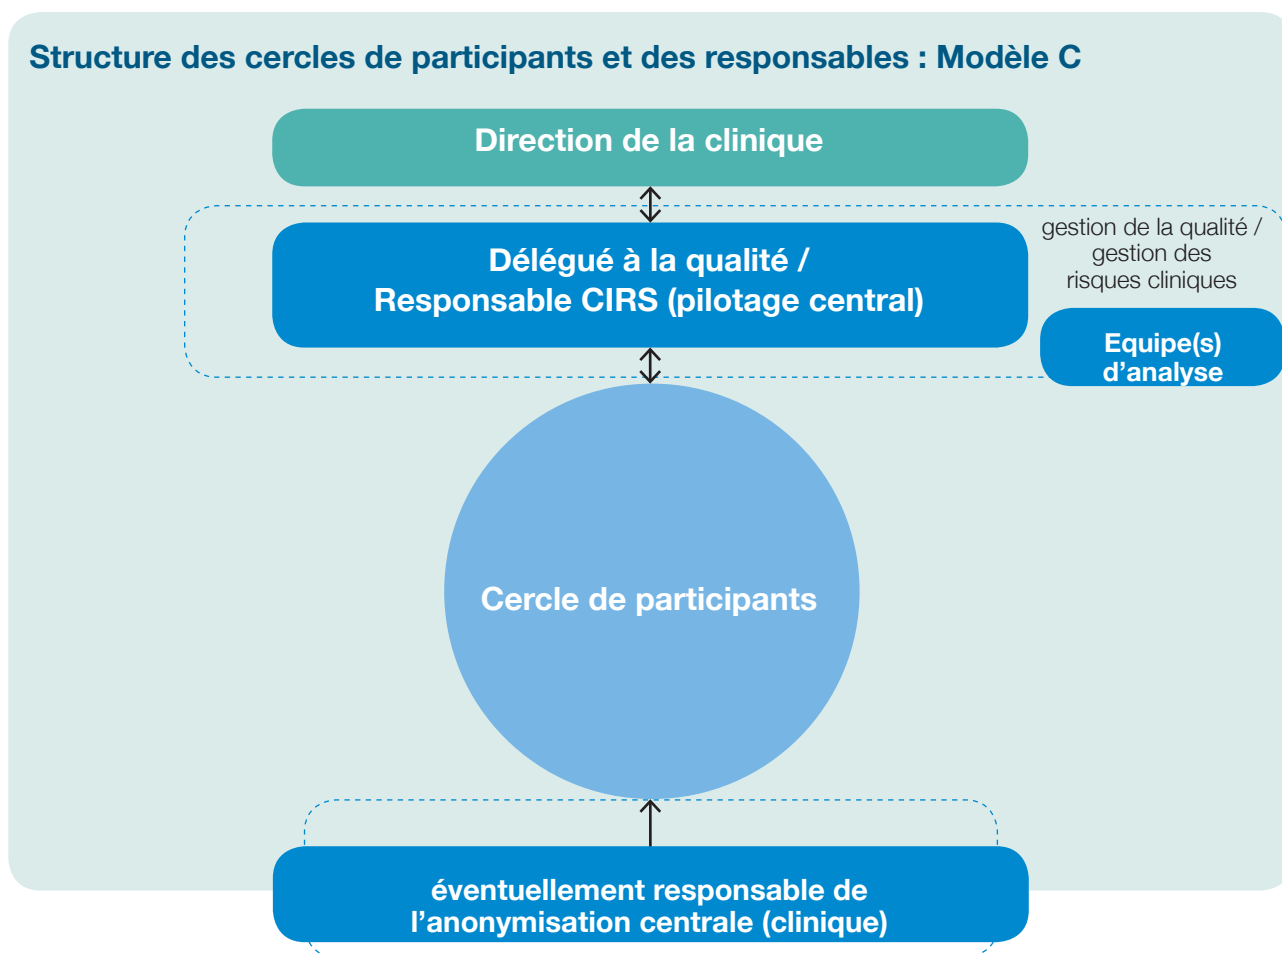 Structure des cercles de participants et des responsables : Modèle C
Direction de la clinique
Délégué à la qualité /
Responsable CIRS (pilotage central)
gestion de la qualité /
gestion des
risques cliniques
Equipe(s)
d’analyse
Cercle de participants
éventuellement responsable de
l’anonymisation centrale (clinique)